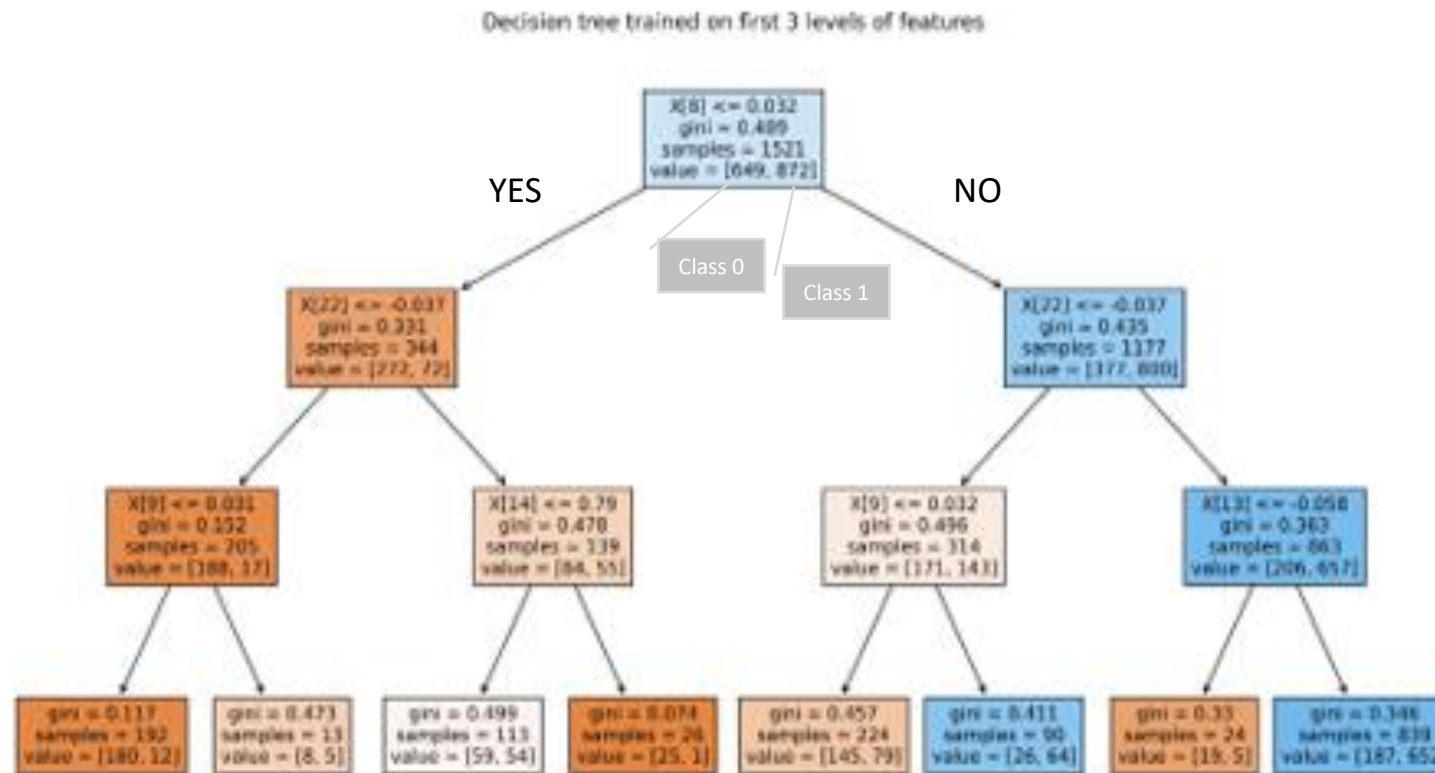 Decision tree trained on first 3 levels of features
<= 0.032
gini = 0.489
samples = 1521
value = [649, 872]
YES
NO
Class 0
Class 1
X[22] <= -0.037
gini = 0.331
samples = 344
value = [272, 72]
X[22] <= -0.037
gini = 0.435
samples = 1177
value = [377, 800]
X[9] <= 0.031
gini = 0.152
samples = 205
value = [188, 17]
X[14] <= 0.79
gini = 0.478
samples = 139
value = [84, 55]
X[9] <= 0.032
gini = 0.496
samples = 314
value = [171, 143]
X[13] <= -0.058
gini = 0.363
samples = 863
value = [206, 657]
gini = 0.117
samples = 192
value = [180, 12]
gini = 0.473
samples = 13
value = [8, 5]
gini = 0.499
samples = 113
value = [59, 54]
gini = 0.074
samples = 26
value = [25, 1]
gini = 0.457
samples = 224
value = [145, 79]
gini = 0.411
samples = 90
value = [26, 64]
gini = 0.33
samples = 24
value = [19, 5]
gini = 0.346
samples = 839
value = [187, 652